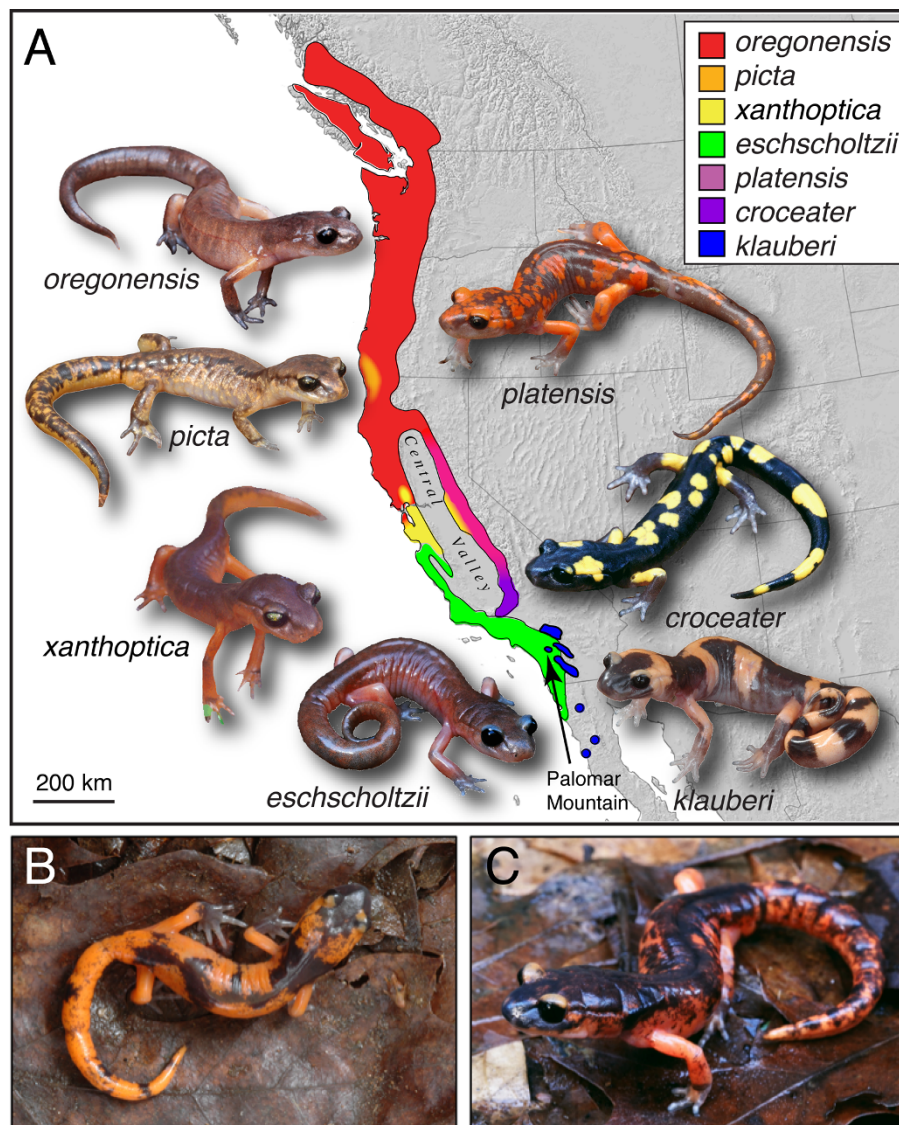 A
oregonensis
picta
xanthoptica
eschscholtzii
platensis
croceater
klauberi
oregonensis
platensis
picta
Central
Valley
croceater
xanthoptica
eschscholtzii
200 km
Palomar
Mountain
klauberi
B
C